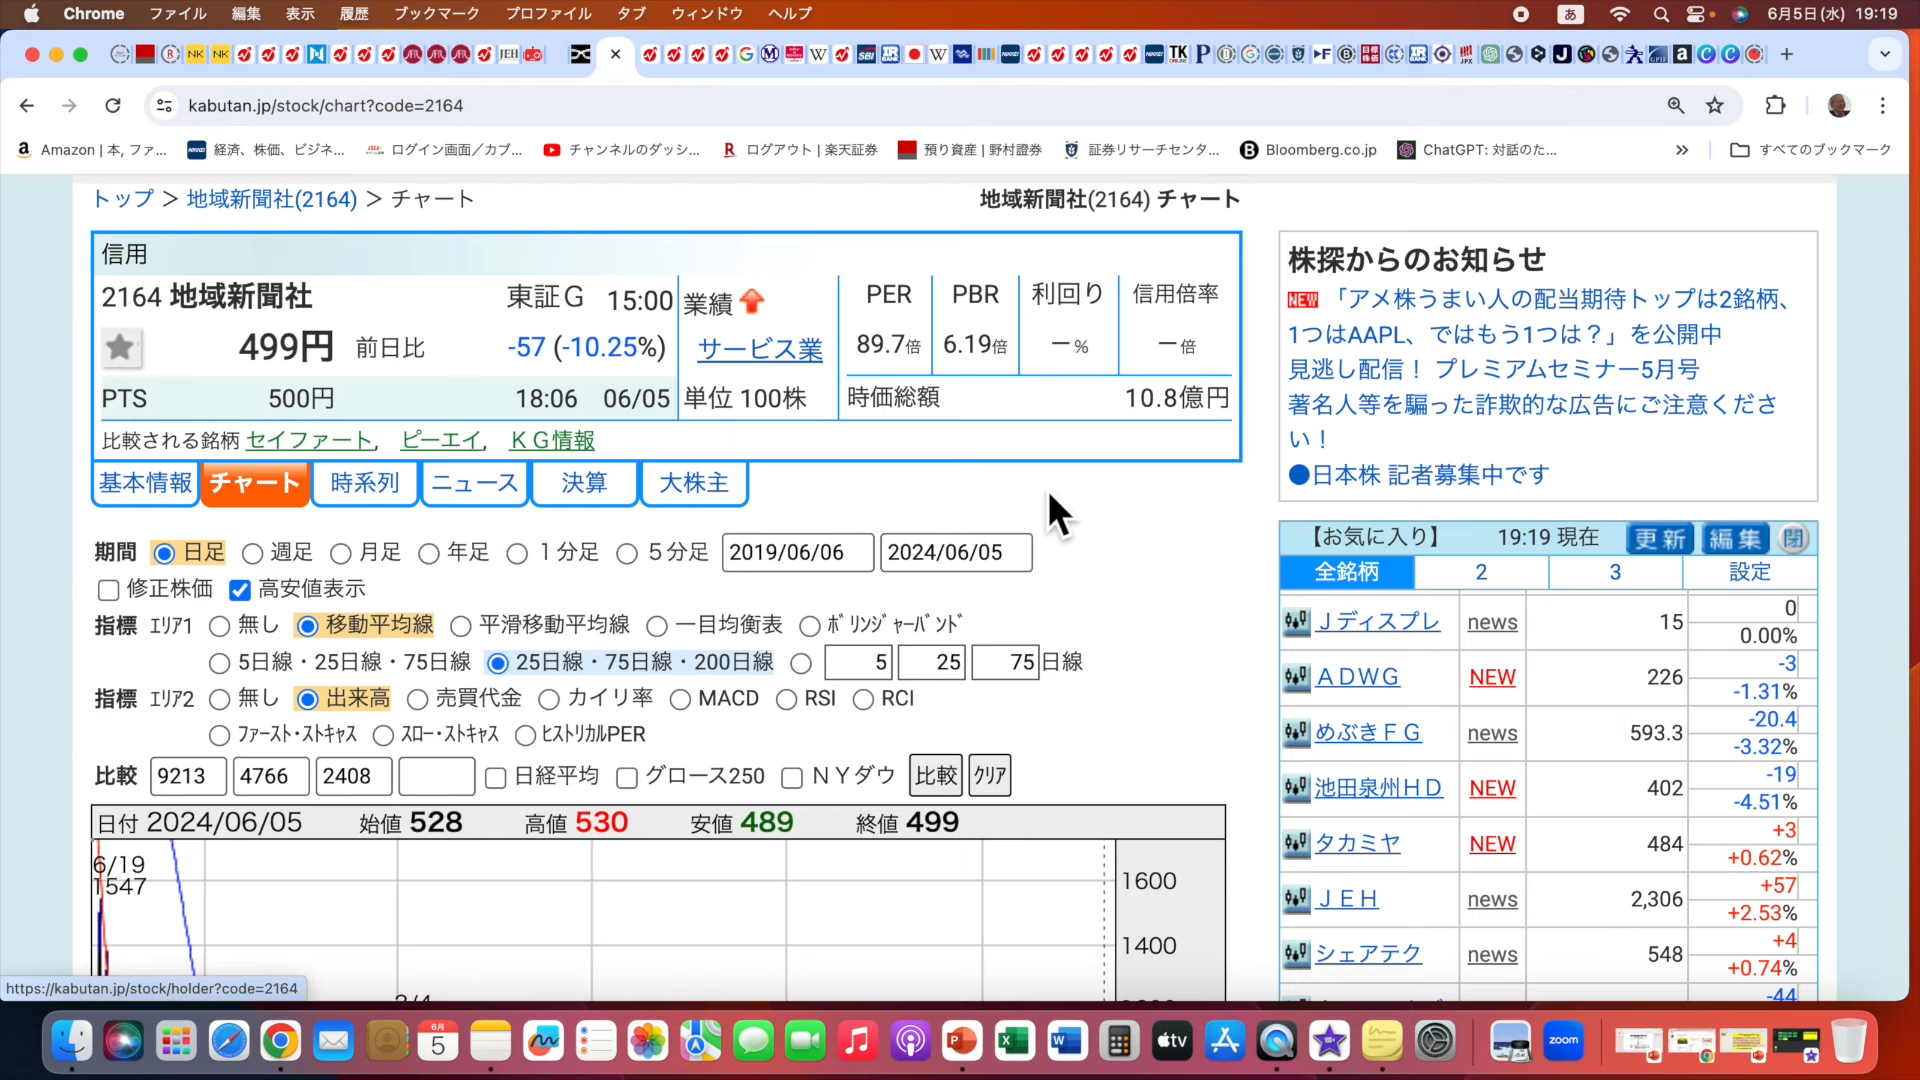 Chrome ファイル 編集 表示 履歴 ブックマーク プロファイル タブ ウィンドウ ヘルプ あ 6月5日(水) 19:19
kabutan.jp/stock/chart?code=2164
Amazon | 本, ファ... 経済、株価、ビジネ... ログイン画面／カブ... チャンネルのダッシ... ログアウト | 楽天証券 預り資産 | 野村證券 証券リサーチセンタ... Bloomberg.co.jp ChatGPT: 対話のた... » すべてのブックマーク
トップ > 地域新聞社(2164) > チャート 地域新聞社(2164) チャート
信用
2164 地域新聞社 東証Ｇ 15:00 業績 PER PBR 利回り 信用倍率
499円 前日比 -57 (-10.25%) サービス業 89.7倍 6.19倍 －% －倍
PTS 500円 18:06 06/05 単位 100株 時価総額 10.8億円
比較される銘柄 セイファート, ピーエイ, ＫＧ情報
基本情報 チャート 時系列 ニュース 決算 大株主
期間 日足 週足 月足 年足 １分足 ５分足 2019/06/06 2024/06/05
修正株価 高安値表示
指標 ｴﾘｱ1 無し 移動平均線 平滑移動平均線 一目均衡表 ﾎﾞﾘﾝｼﾞｬｰﾊﾞﾝﾄﾞ
5日線・25日線・75日線 25日線・75日線・200日線 5 25 75 日線
指標 ｴﾘｱ2 無し 出来高 売買代金 カイリ率 MACD RSI RCI
ﾌｧｰｽﾄ･ｽﾄｷｬｽ ｽﾛｰ･ｽﾄｷｬｽ ﾋｽﾄﾘｶﾙPER
比較 9213 4766 2408 日経平均 グロース250 ＮＹダウ 比較 ｸﾘｱ
日付 2024/06/05 始値 528 高値 530 安値 489 終値 499
6/19
1547
1600
1400
https://kabutan.jp/stock/holder?code=2164
株探からのお知らせ
NEW 「アメ株うまい人の配当期待トップは2銘柄、
1つはAAPL、ではもう1つは？」を公開中
見逃し配信！ プレミアムセミナー5月号
著名人等を騙った詐欺的な広告にご注意くださ
い！
●日本株 記者募集中です
【お気に入り】 19:19 現在 更新 編集 閉
全銘柄 2 3 設定
Ｊディスプレ news 15 0
0.00%
ＡＤＷＧ NEW 226 -3
-1.31%
めぶきＦＧ news 593.3 -20.4
-3.32%
池田泉州ＨＤ NEW 402 -19
-4.51%
タカミヤ NEW 484 +3
+0.62%
ＪＥＨ news 2,306 +57
+2.53%
シェアテク news 548 +4
+0.74%
-44
6月
5
tv
zoom